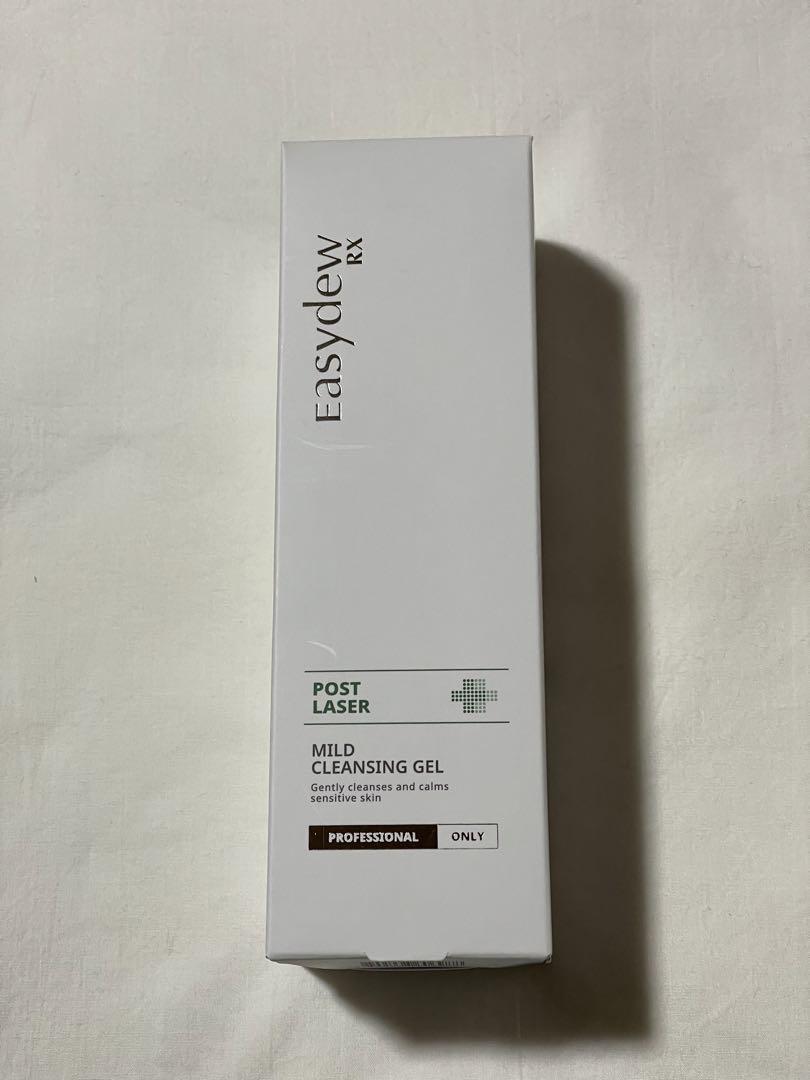 Easydew
RX
POST
LASER
MILD
CLEANSING GEL
Gently cleanses and calms
sensitive skin
PROFESSIONAL ONLY